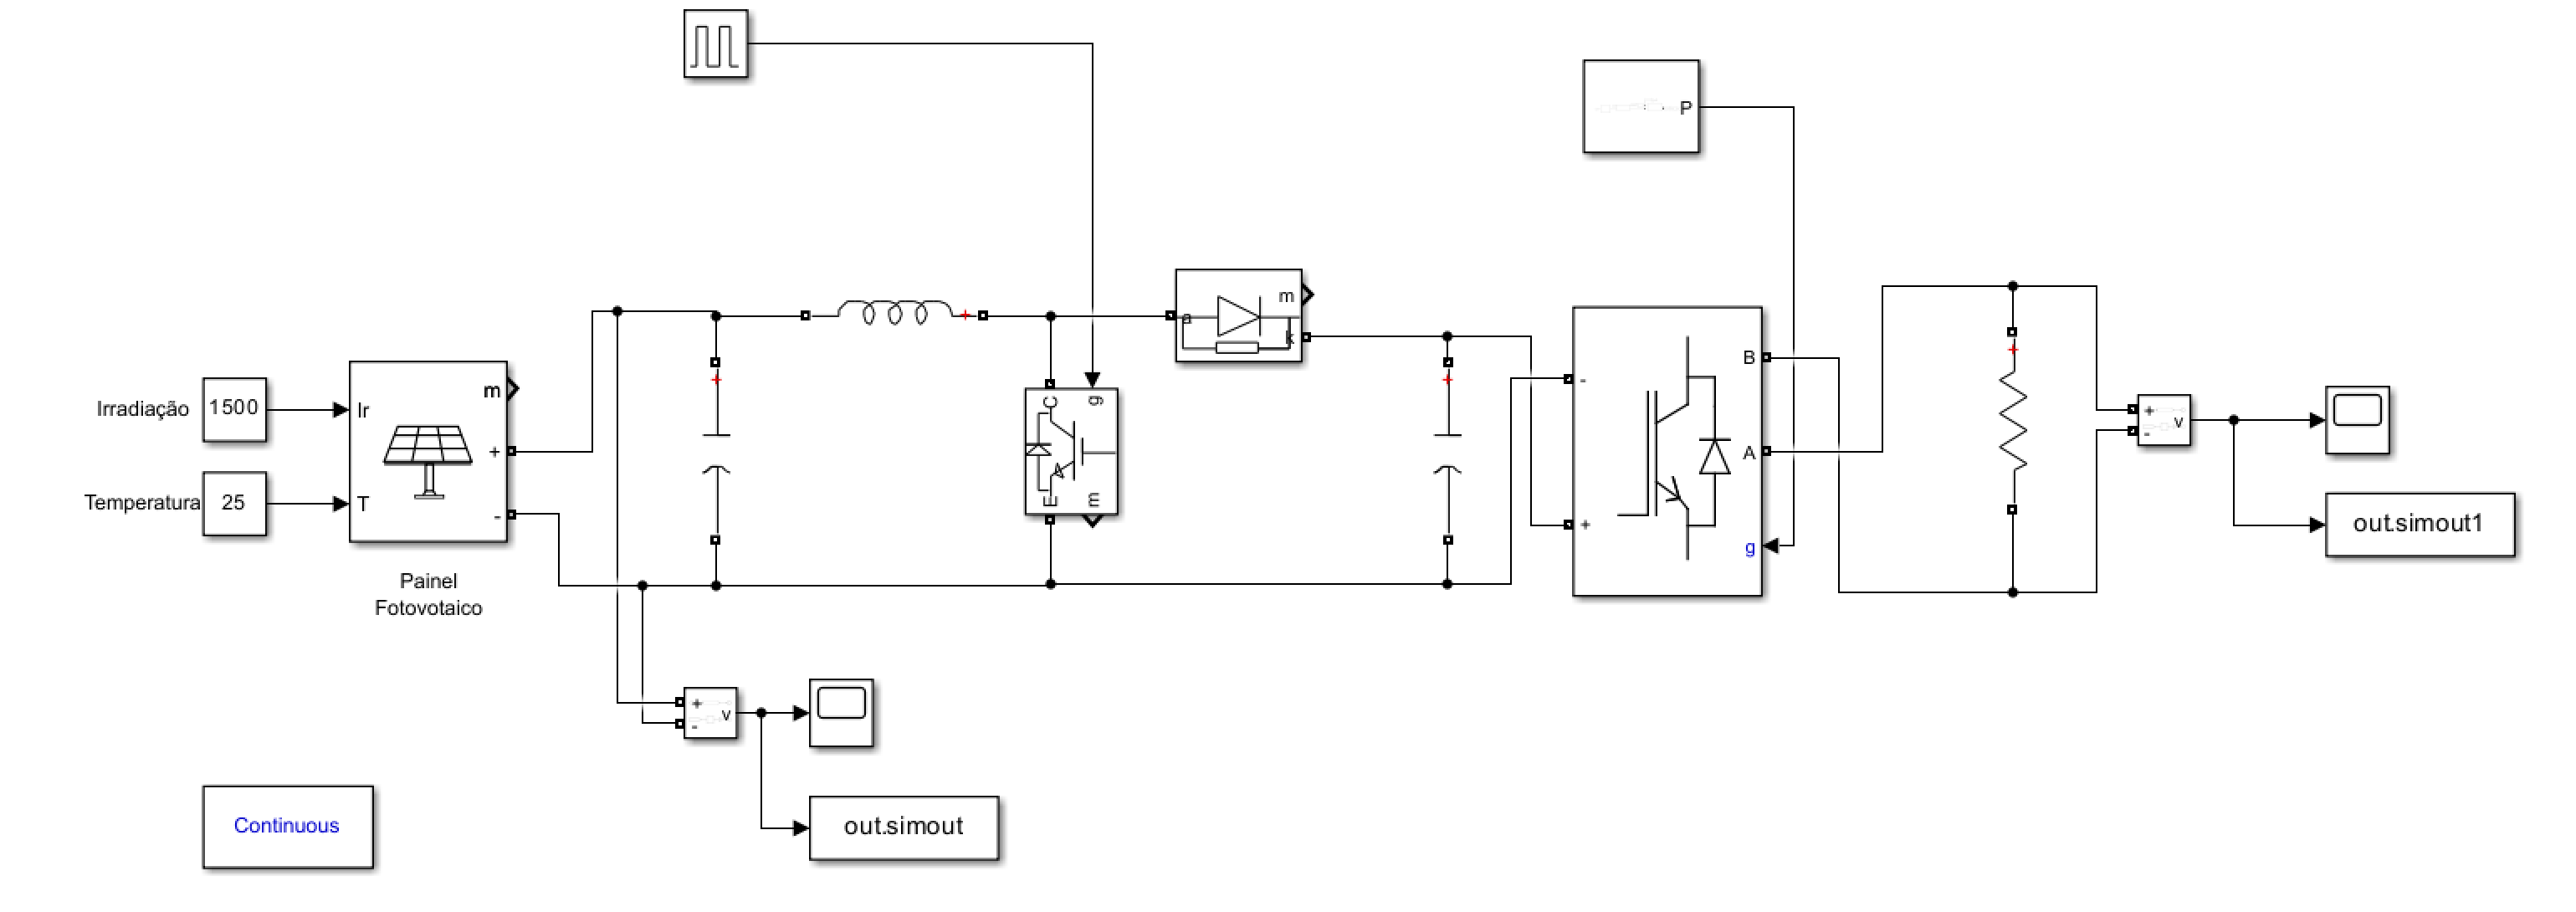 P
m
a
k
Irradiação
1500
Ir
m
+
-
Temperatura
25
T
Painel
Fotovotaico
C
g
E
m
-
+
B
A
g
+
-
v
out.simout1
+
-
v
out.simout
Continuous